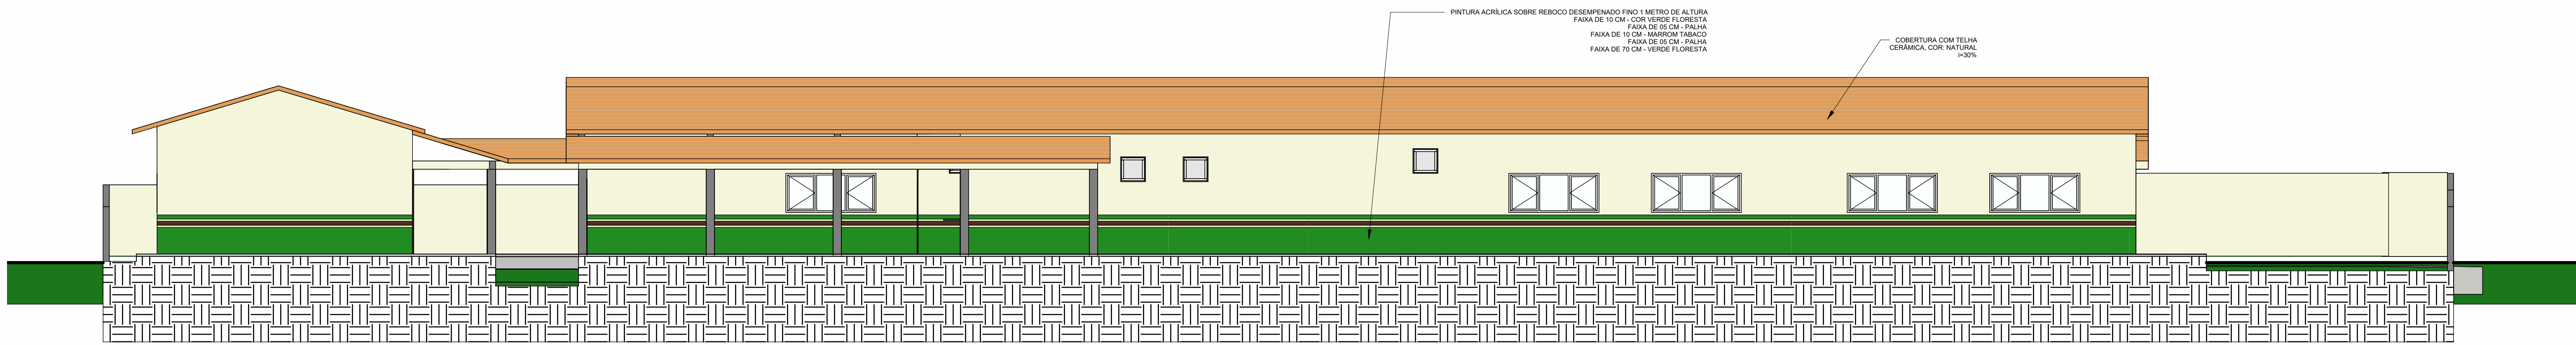 PINTURA ACRÍLICA SOBRE REBOCO DESEMPENADO FINO 1 METRO DE ALTURA
FAIXA DE 10 CM - COR VERDE FLORESTA
FAIXA DE 05 CM - PALHA
FAIXA DE 10 CM - MARROM TABACO
FAIXA DE 05 CM - PALHA
FAIXA DE 70 CM - VERDE FLORESTA
COBERTURA COM TELHA
CERÂMICA, COR: NATURAL
i=30%